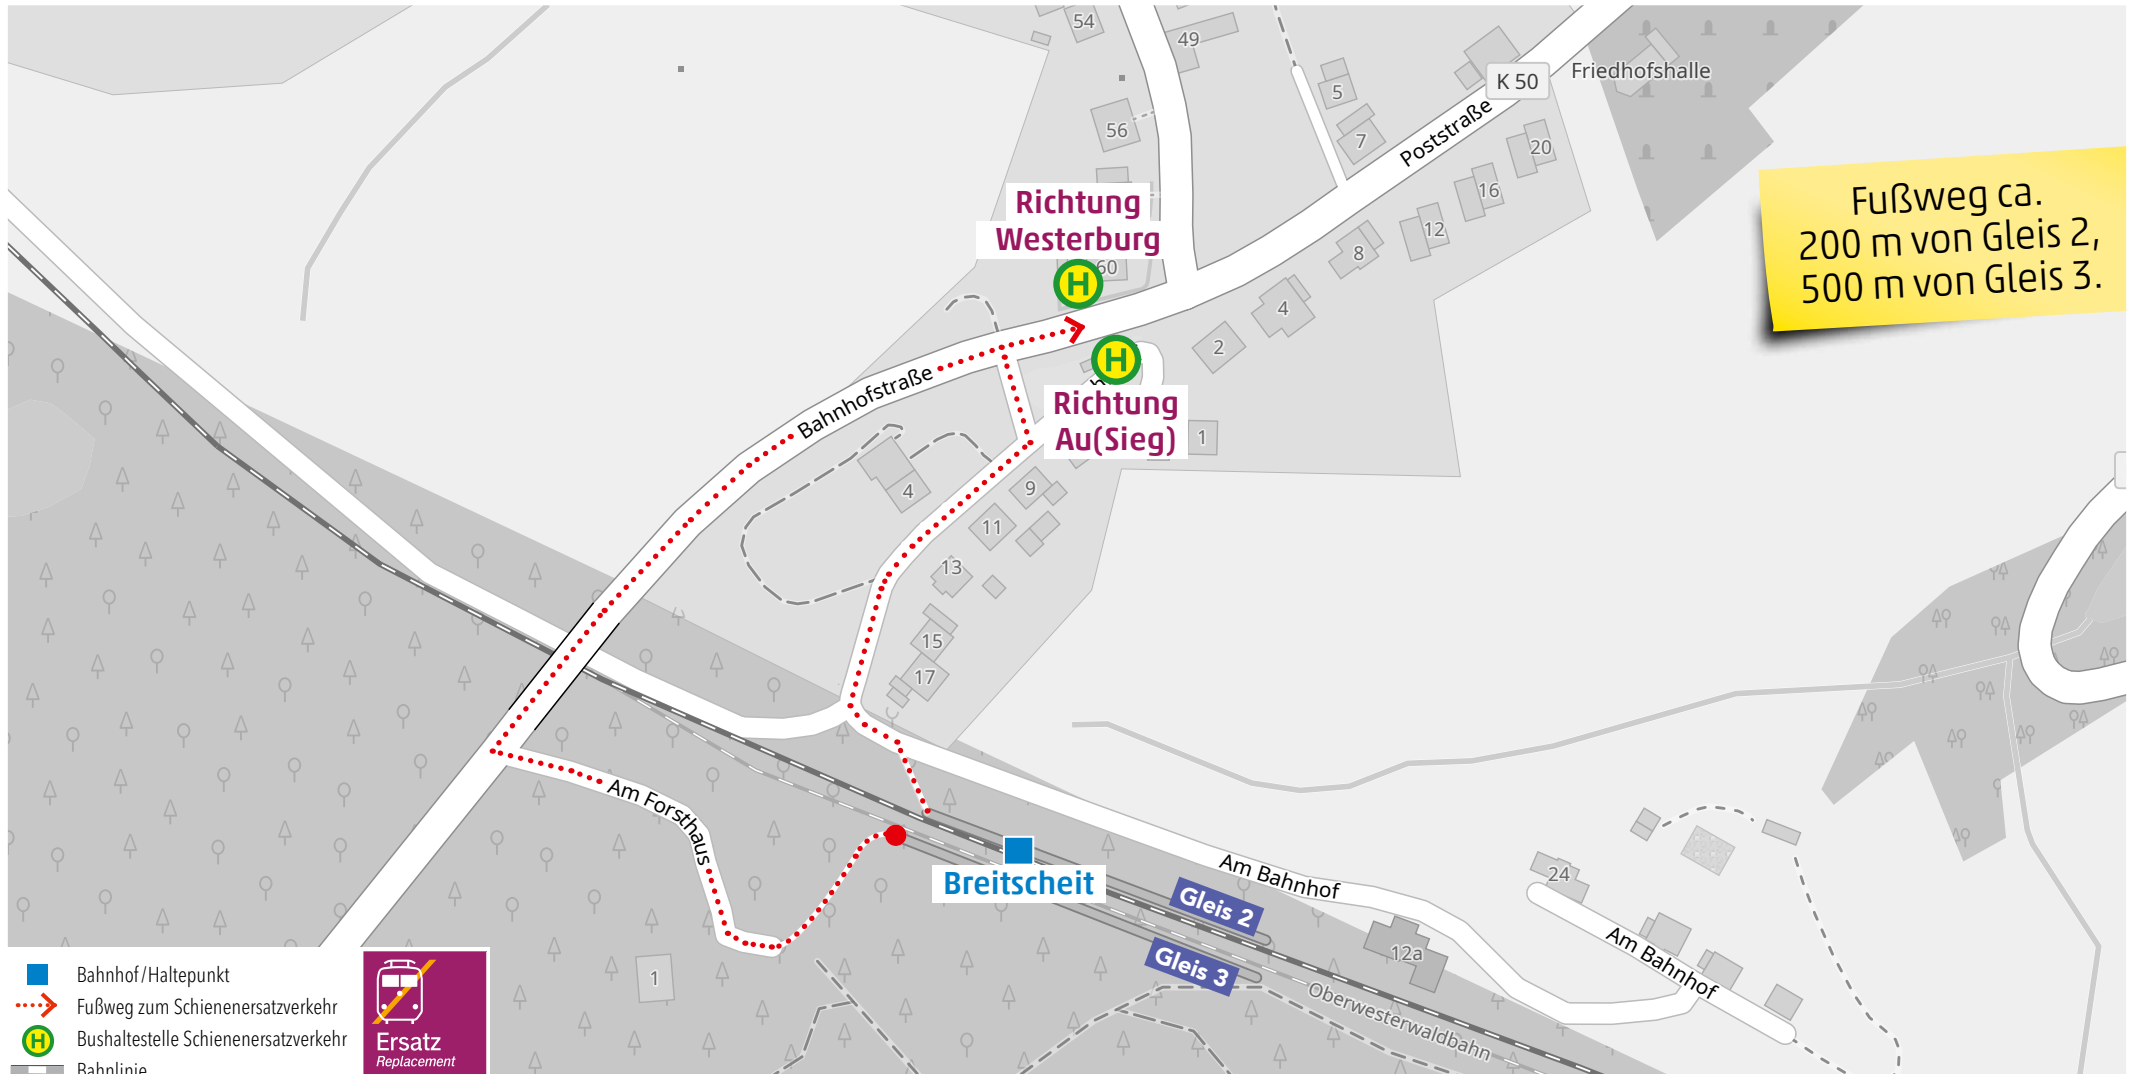 54
49
K 50
Friedhofshalle
5
7
Poststraße
56
20
16
12
8
4
2
Richtung
Westerburg
60
H
H
Richtung
Au(Sieg)
1
Fußweg ca.
200 m von Gleis 2,
500 m von Gleis 3.
Bahnhofstraße
4
9
11
13
15
17
Am Forsthaus
Breitscheit
Gleis 2
Gleis 3
Am Bahnhof
24
12a
Am Bahnhof
Oberwesterwaldbahn
1
Bahnhof/Haltepunkt
Fußweg zum Schienenersatzverkehr
H
Bushaltestelle Schienenersatzverkehr
Bahnlinie
Ersatz
Replacement